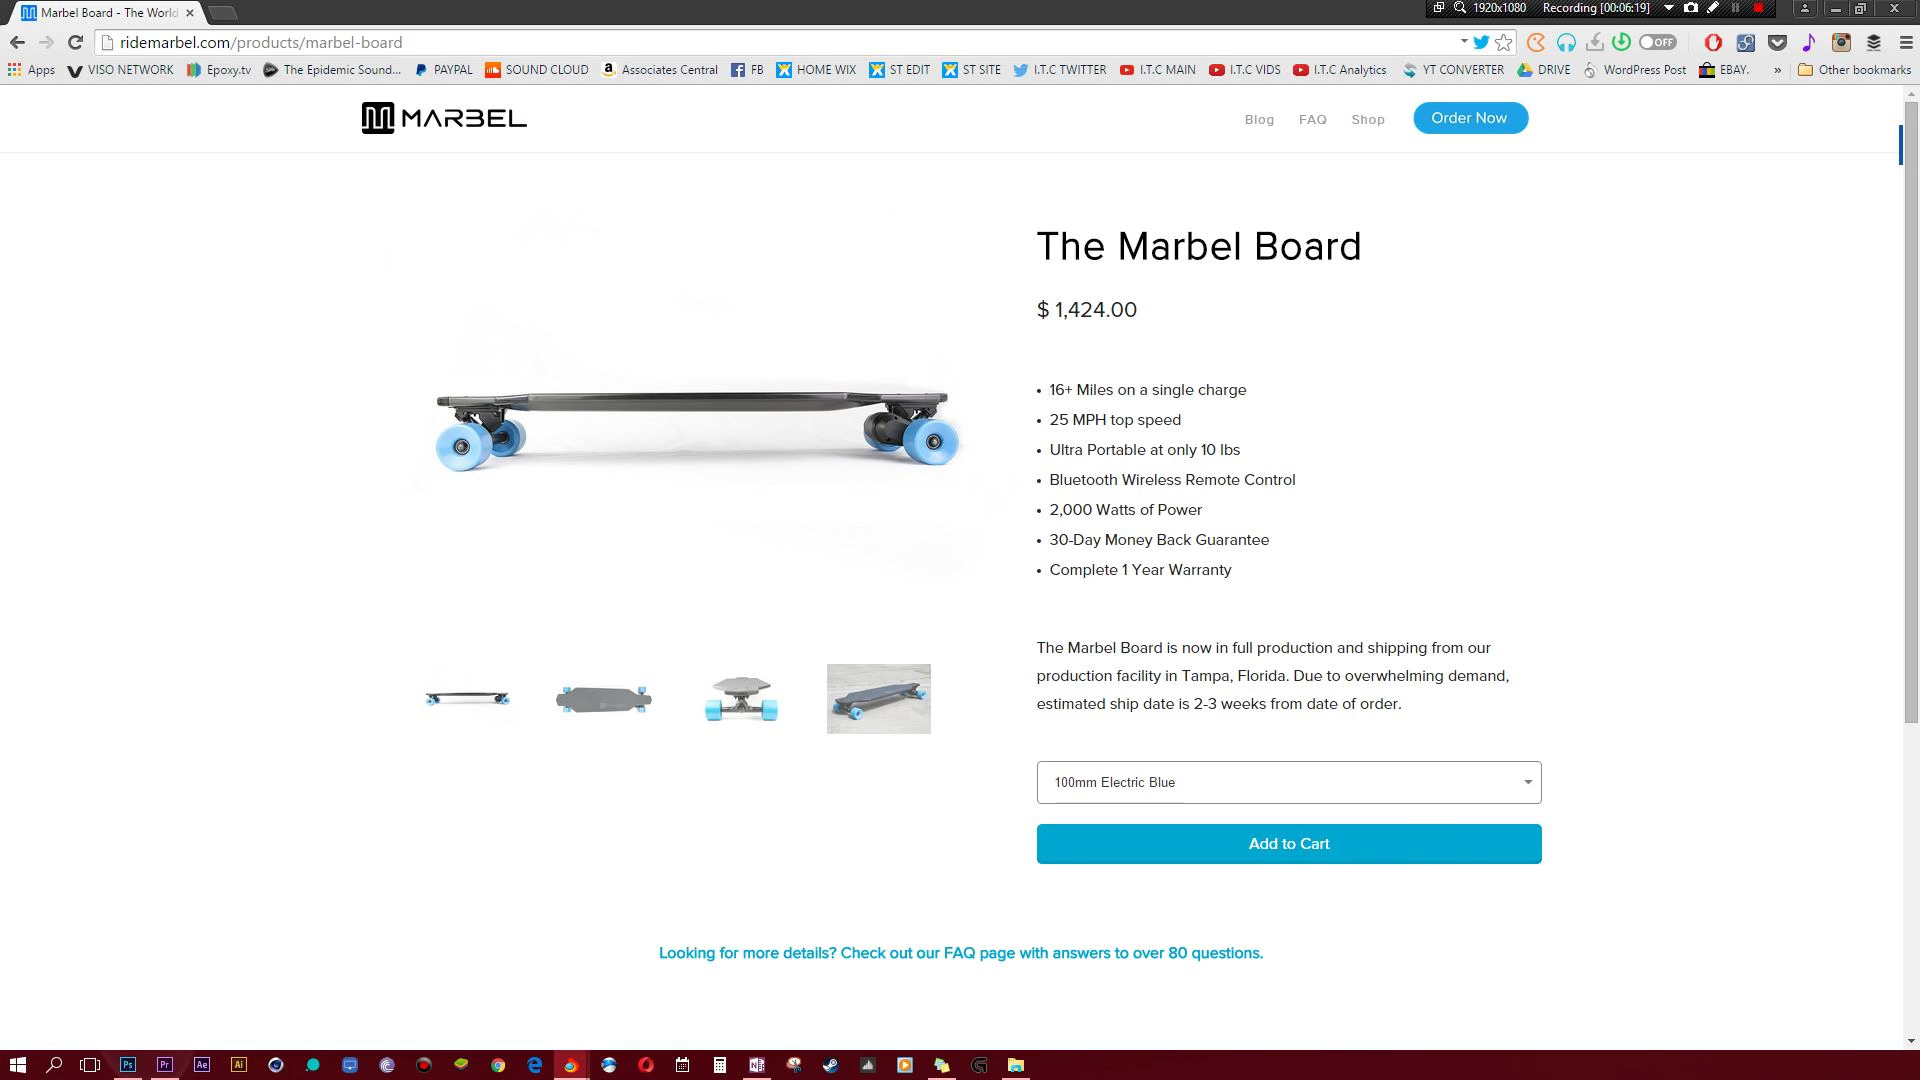 Marbel Board - The World
1920x1080
Recording [00:06:19]
ridemarbel.com/products/marbel-board
OFF
Apps
VISO NETWORK
Epoxy.tv
The Epidemic Sound...
PAYPAL
SOUND CLOUD
Associates Central
FB
HOME WIX
ST EDIT
ST SITE
I.T.C TWITTER
I.T.C MAIN
I.T.C VIDS
I.T.C Analytics
YT CONVERTER
DRIVE
WordPress Post
EBAY.
»
Other bookmarks
MARBEL
Blog
FAQ
Shop
Order Now
The Marbel Board
$ 1,424.00
• 16+ Miles on a single charge
• 25 MPH top speed
• Ultra Portable at only 10 lbs
• Bluetooth Wireless Remote Control
• 2,000 Watts of Power
• 30-Day Money Back Guarantee
• Complete 1 Year Warranty
The Marbel Board is now in full production and shipping from our
production facility in Tampa, Florida. Due to overwhelming demand,
estimated ship date is 2-3 weeks from date of order.
100mm Electric Blue
Add to Cart
Looking for more details? Check out our FAQ page with answers to over 80 questions.
Ps
Pr
Ae
Ai